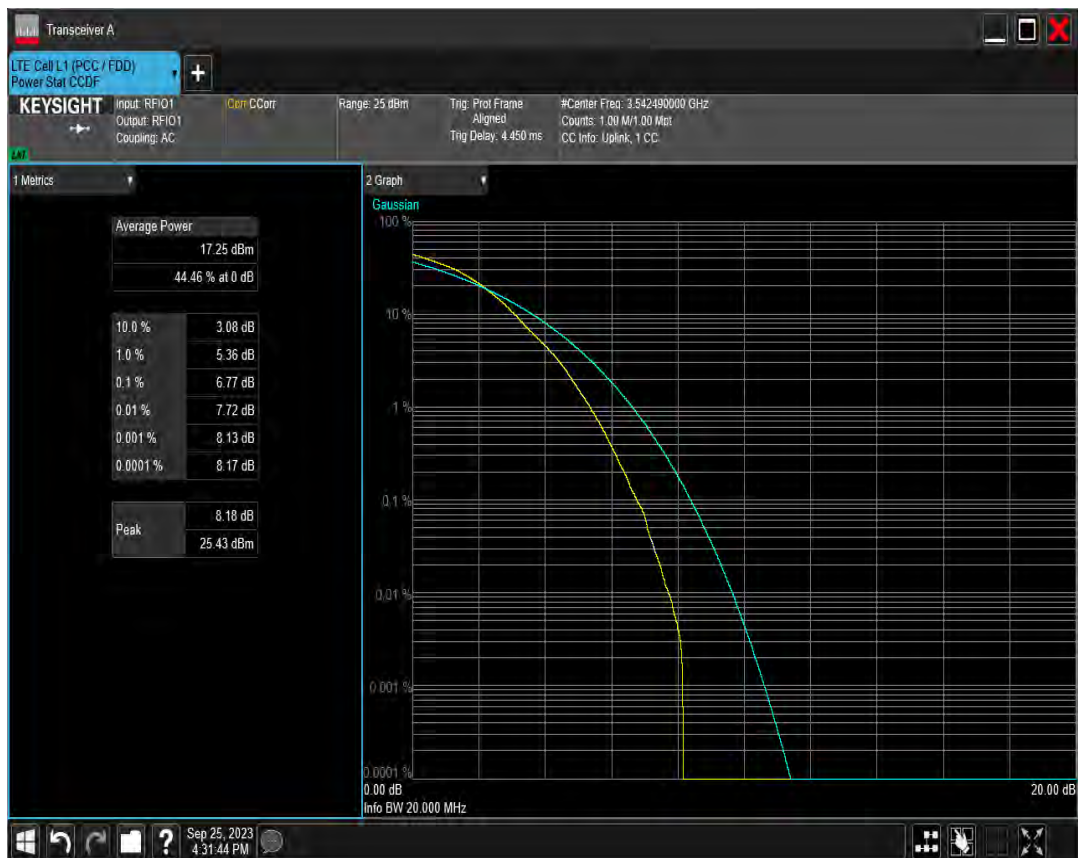 Transceiver A
LTE Cell L1 (PCC / FDD)
Power Stat CCDF
+
KEYSIGHT
Input: RFIO1
Output: RFIO1
Coupling: AC
Corr CCorr
Range: 25 dBm
Trig: Prot Frame
Aligned
Trig Delay: 4.450 ms
#Center Freq: 3.542490000 GHz
Counts: 1.00 M/1.00 Mpt
CC Info: Uplink, 1 CC
1 Metrics
Average Power
17.25 dBm
44.46 % at 0 dB
10.0 % 3.08 dB
1.0 % 5.36 dB
0.1 % 6.77 dB
0.01 % 7.72 dB
0.001 % 8.13 dB
0.0001 % 8.17 dB
Peak
8.18 dB
25.43 dBm
2 Graph
Gaussian
100 %
10 %
1 %
0.1 %
0.01 %
0.001 %
0.0001 %
0.00 dB
20.00 dB
Info BW 20.000 MHz
?
Sep 25, 2023
4:31:44 PM